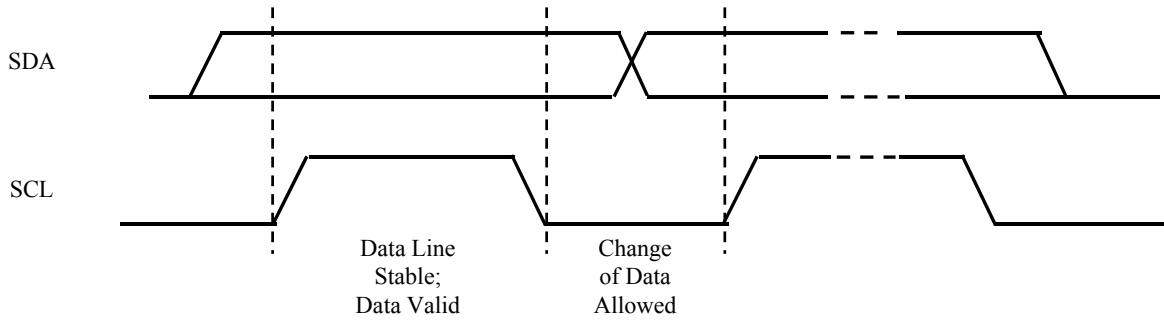 SDA
SCL
Data Line
Stable;
Data Valid
Change
of Data
Allowed